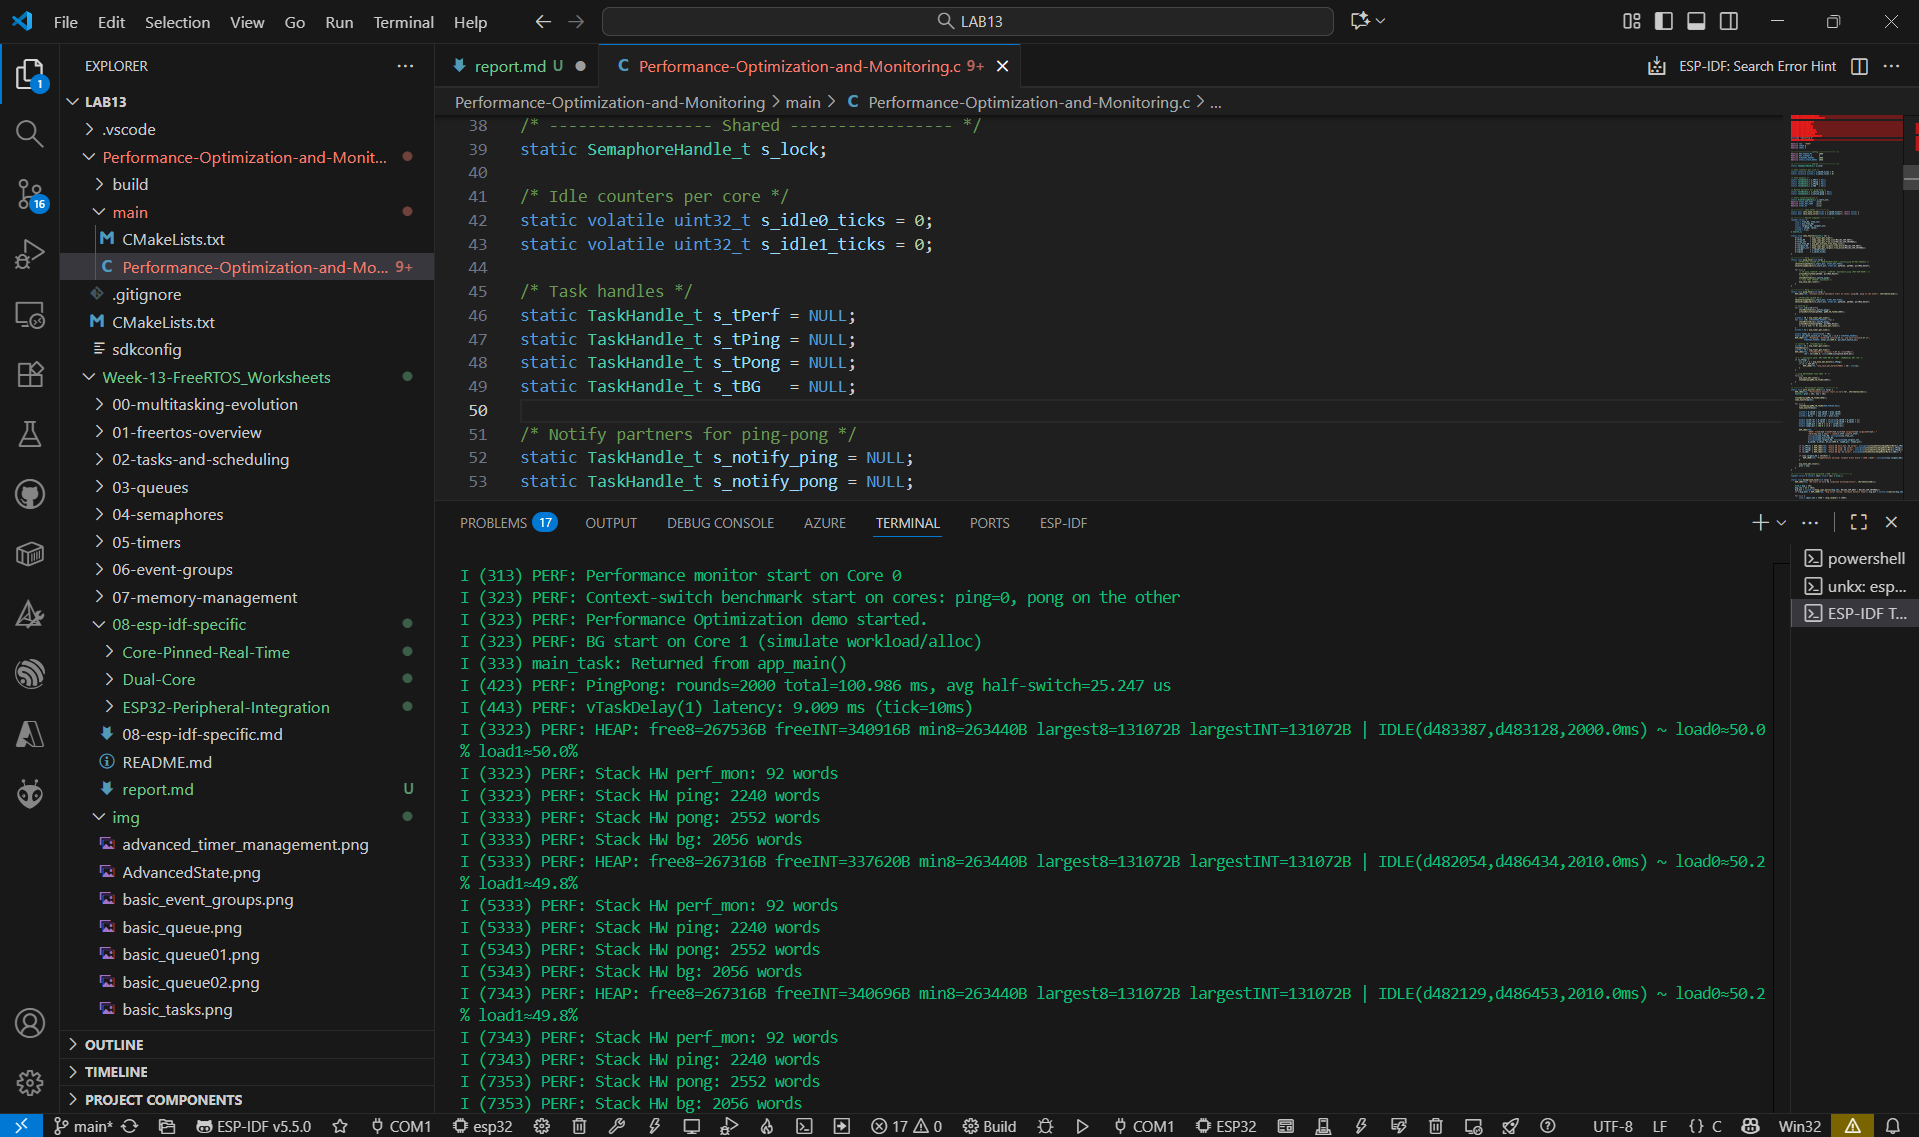 File Edit Selection View Go Run Terminal Help
LAB13
EXPLORER
LAB13
.vscode
Performance-Optimization-and-Monit...
build
main
CMakeLists.txt
Performance-Optimization-and-Mo... 9+
.gitignore
CMakeLists.txt
sdkconfig
Week-13-FreeRTOS_Worksheets
00-multitasking-evolution
01-freertos-overview
02-tasks-and-scheduling
03-queues
04-semaphores
05-timers
06-event-groups
07-memory-management
08-esp-idf-specific
Core-Pinned-Real-Time
Dual-Core
ESP32-Peripheral-Integration
08-esp-idf-specific.md
README.md
report.md U
img
advanced_timer_management.png
AdvancedState.png
basic_event_groups.png
basic_queue.png
basic_queue01.png
basic_queue02.png
basic_tasks.png
OUTLINE
TIMELINE
PROJECT COMPONENTS
1
16
report.md U
Performance-Optimization-and-Monitoring.c 9+
ESP-IDF: Search Error Hint
Performance-Optimization-and-Monitoring > main > C Performance-Optimization-and-Monitoring.c > ...
38 /* ----------------- Shared ----------------- */
39 static SemaphoreHandle_t s_lock;
40
41 /* Idle counters per core */
42 static volatile uint32_t s_idle0_ticks = 0;
43 static volatile uint32_t s_idle1_ticks = 0;
44
45 /* Task handles */
46 static TaskHandle_t s_tPerf = NULL;
47 static TaskHandle_t s_tPing = NULL;
48 static TaskHandle_t s_tPong = NULL;
49 static TaskHandle_t s_tBG   = NULL;
50
51 /* Notify partners for ping-pong */
52 static TaskHandle_t s_notify_ping = NULL;
53 static TaskHandle_t s_notify_pong = NULL;
PROBLEMS 17 OUTPUT DEBUG CONSOLE AZURE TERMINAL PORTS ESP-IDF
I (313) PERF: Performance monitor start on Core 0
I (323) PERF: Context-switch benchmark start on cores: ping=0, pong on the other
I (323) PERF: Performance Optimization demo started.
I (323) PERF: BG start on Core 1 (simulate workload/alloc)
I (333) main_task: Returned from app_main()
I (423) PERF: PingPong: rounds=2000 total=100.986 ms, avg half-switch=25.247 us
I (443) PERF: vTaskDelay(1) latency: 9.009 ms (tick=10ms)
I (3323) PERF: HEAP: free8=267536B freeINT=340916B min8=263440B largest8=131072B largestINT=131072B | IDLE(d483387,d483128,2000.0ms) ~ load0≈50.0
% load1≈50.0%
I (3323) PERF: Stack HW perf_mon: 92 words
I (3323) PERF: Stack HW ping: 2240 words
I (3333) PERF: Stack HW pong: 2552 words
I (3333) PERF: Stack HW bg: 2056 words
I (5333) PERF: HEAP: free8=267316B freeINT=337620B min8=263440B largest8=131072B largestINT=131072B | IDLE(d482054,d486434,2010.0ms) ~ load0≈50.2
% load1≈49.8%
I (5333) PERF: Stack HW perf_mon: 92 words
I (5333) PERF: Stack HW ping: 2240 words
I (5343) PERF: Stack HW pong: 2552 words
I (5343) PERF: Stack HW bg: 2056 words
I (7343) PERF: HEAP: free8=267316B freeINT=340696B min8=263440B largest8=131072B largestINT=131072B | IDLE(d482129,d486453,2010.0ms) ~ load0≈50.2
% load1≈49.8%
I (7343) PERF: Stack HW perf_mon: 92 words
I (7343) PERF: Stack HW ping: 2240 words
I (7353) PERF: Stack HW pong: 2552 words
I (7353) PERF: Stack HW bg: 2056 words
powershell
unkx: esp...
ESP-IDF T...
main* ESP-IDF v5.5.0 COM1 esp32 17 0 Build COM1 ESP32 UTF-8 LF {} C Win32